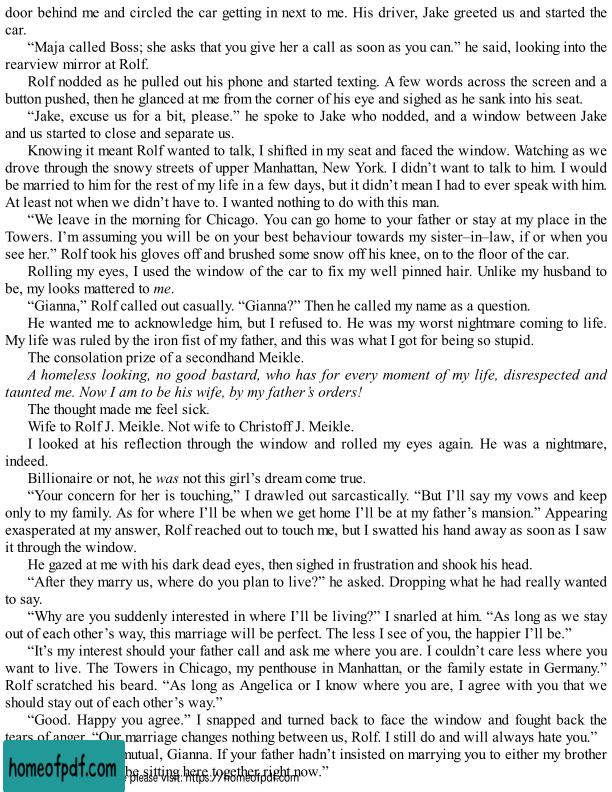 door behind me and circled the car getting in next to me. His driver, Jake greeted us and started the
car.
“Maja called Boss; she asks that you give her a call as soon as you can.” he said, looking into the
rearview mirror at Rolf.
Rolf nodded as he pulled out his phone and started texting. A few words across the screen and a
button pushed, then he glanced at me from the corner of his eye and sighed as he sank into his seat.
“Jake, excuse us for a bit, please.” he spoke to Jake who nodded, and a window between Jake
and us started to close and separate us.
Knowing it meant Rolf wanted to talk, I shifted in my seat and faced the window. Watching as we
drove through the snowy streets of upper Manhattan, New York. I didn’t want to talk to him. I would
be married to him for the rest of my life in a few days, but it didn’t mean I had to ever speak with him.
At least not when we didn’t have to. I wanted nothing to do with this man.
“We leave in the morning for Chicago. You can go home to your father or stay at my place in the
Towers. I’m assuming you will be on your best behaviour towards my sister–in–law, if or when you
see her.” Rolf took his gloves off and brushed some snow off his knee, on to the floor of the car.
Rolling my eyes, I used the window of the car to fix my well pinned hair. Unlike my husband to
be, my looks mattered to me.
“Gianna,” Rolf called out casually. “Gianna?” Then he called my name as a question.
He wanted me to acknowledge him, but I refused to. He was my worst nightmare coming to life.
My life was ruled by the iron fist of my father, and this was what I got for being so stupid.
The consolation prize of a secondhand Meikle.
A homeless looking, no good bastard, who has for every moment of my life, disrespected and
taunted me. Now I am to be his wife, by my father’s orders!
The thought made me feel sick.
Wife to Rolf J. Meikle. Not wife to Christoff J. Meikle.
I looked at his reflection through the window and rolled my eyes again. He was a nightmare,
indeed.
Billionaire or not, he was not this girl’s dream come true.
“Your concern for her is touching,” I drawled out sarcastically. “But I’ll say my vows and keep
only to my family. As for where I’ll be when we get home I’ll be at my father’s mansion.” Appearing
exasperated at my answer, Rolf reached out to touch me, but I swatted his hand away as soon as I saw
it through the window.
He gazed at me with his dark dead eyes, then sighed in frustration and shook his head.
“After they marry us, where do you plan to live?” he asked. Dropping what he had really wanted
to say.
“Why are you suddenly interested in where I’ll be living?” I snarled at him. “As long as we stay
out of each other’s way, this marriage will be perfect. The less I see of you, the happier I’ll be.”
“It’s my interest should your father call and ask me where you are. I couldn’t care less where you
want to live. The Towers in Chicago, my penthouse in Manhattan, or the family estate in Germany.”
Rolf scratched his beard. “As long as Angelica or I know where you are, I agree with you that we
should stay out of each other’s way.”
“Good. Happy you agree.” I snapped and turned back to face the window and fought back the
tears of anger. “Our marriage changes nothing between us, Rolf. I still do and will always hate you.”
mutual, Gianna. If your father hadn’t insisted on marrying you to either my brother
be sitting here together right now.”
homeofpdf.com
please visit: https://homeofpdf.com